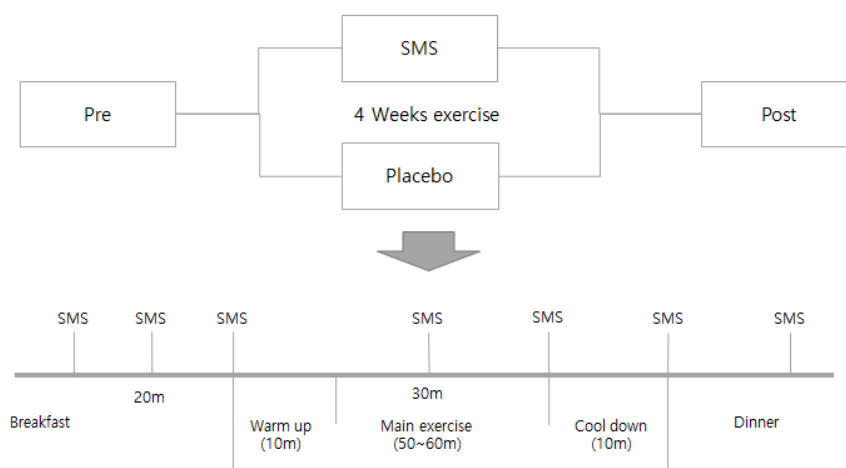 SMS
Pre
4 Weeks exercise
Post
Placebo
SMS
SMS
SMS
SMS
SMS
SMS
SMS
20m
30m
Breakfast
Warm up
(10m)
Main exercise
(50~60m)
Cool down
(10m)
Dinner